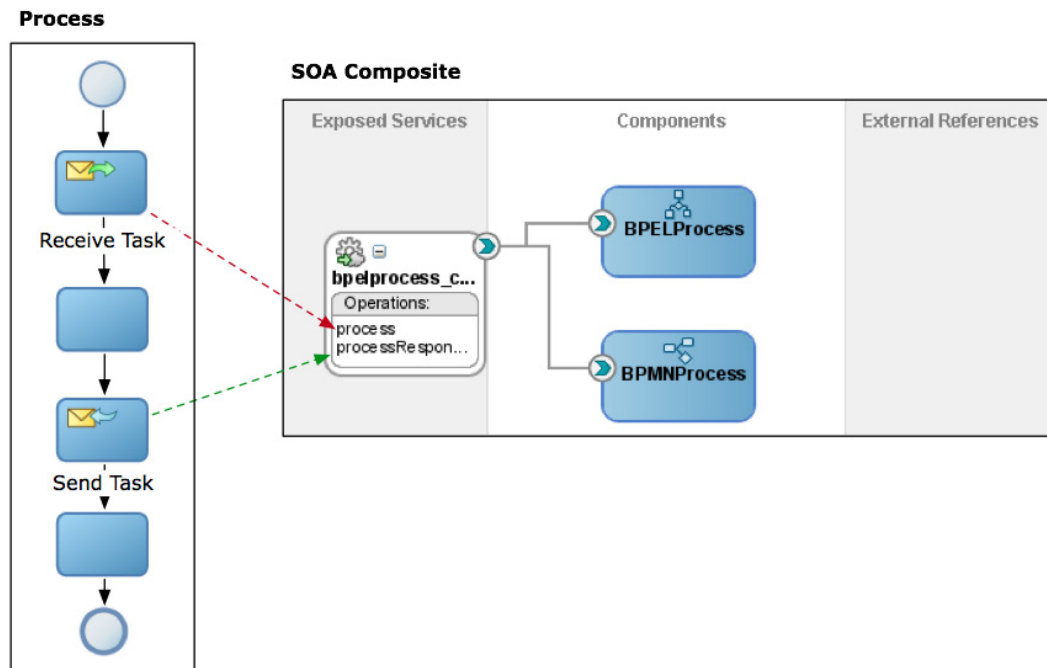 Process
Receive Task
Send Task
SOA Composite
Exposed Services
Components
External References
bpelprocess_c...
Operations:
process
processRespon...
BPELProcess
BPMNProcess